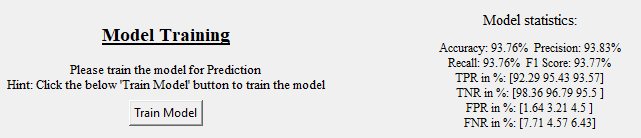 Model Training
Please train the model for Prediction
Hint: Click the below 'Train Model' button to train the model
Train Model
Model statistics:
Accuracy: 93.76% Precision: 93.83%
Recall: 93.76% F1 Score: 93.77%
TPR in %: [92.29 95.43 93.57]
TNR in %: [98.36 96.79 95.5 ]
FPR in %: [1.64 3.21 4.5 ]
FNR in %: [7.71 4.57 6.43]